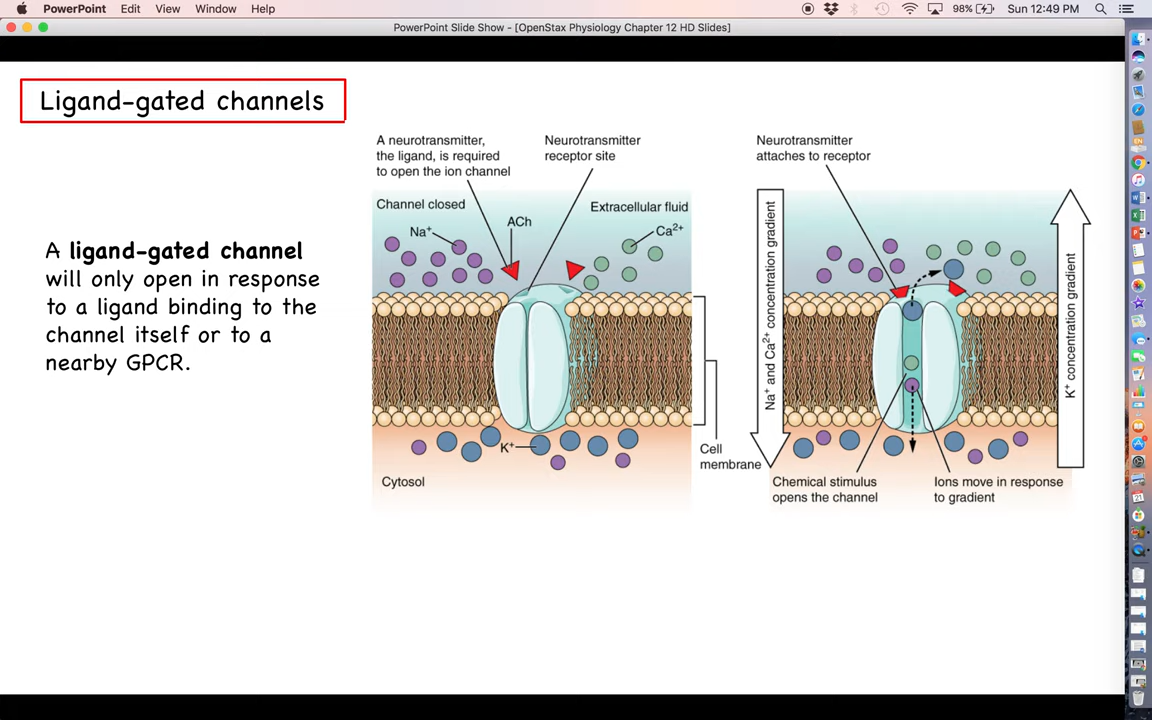 PowerPoint Edit View Window Help
98% Sun 12:49 PM
PowerPoint Slide Show - [OpenStax Physiology Chapter 12 HD Slides]
Ligand-gated channels
A ligand-gated channel
will only open in response
to a ligand binding to the
channel itself or to a
nearby GPCR.
A neurotransmitter,
the ligand, is required
to open the ion channel
Neurotransmitter
receptor site
Channel closed
ACh
Extracellular fluid
Na⁺
Ca²⁺
K⁺
Cell
membrane
Cytosol
Neurotransmitter
attaches to receptor
Na⁺ and Ca²⁺ concentration gradient
K⁺ concentration gradient
Chemical stimulus
opens the channel
Ions move in response
to gradient